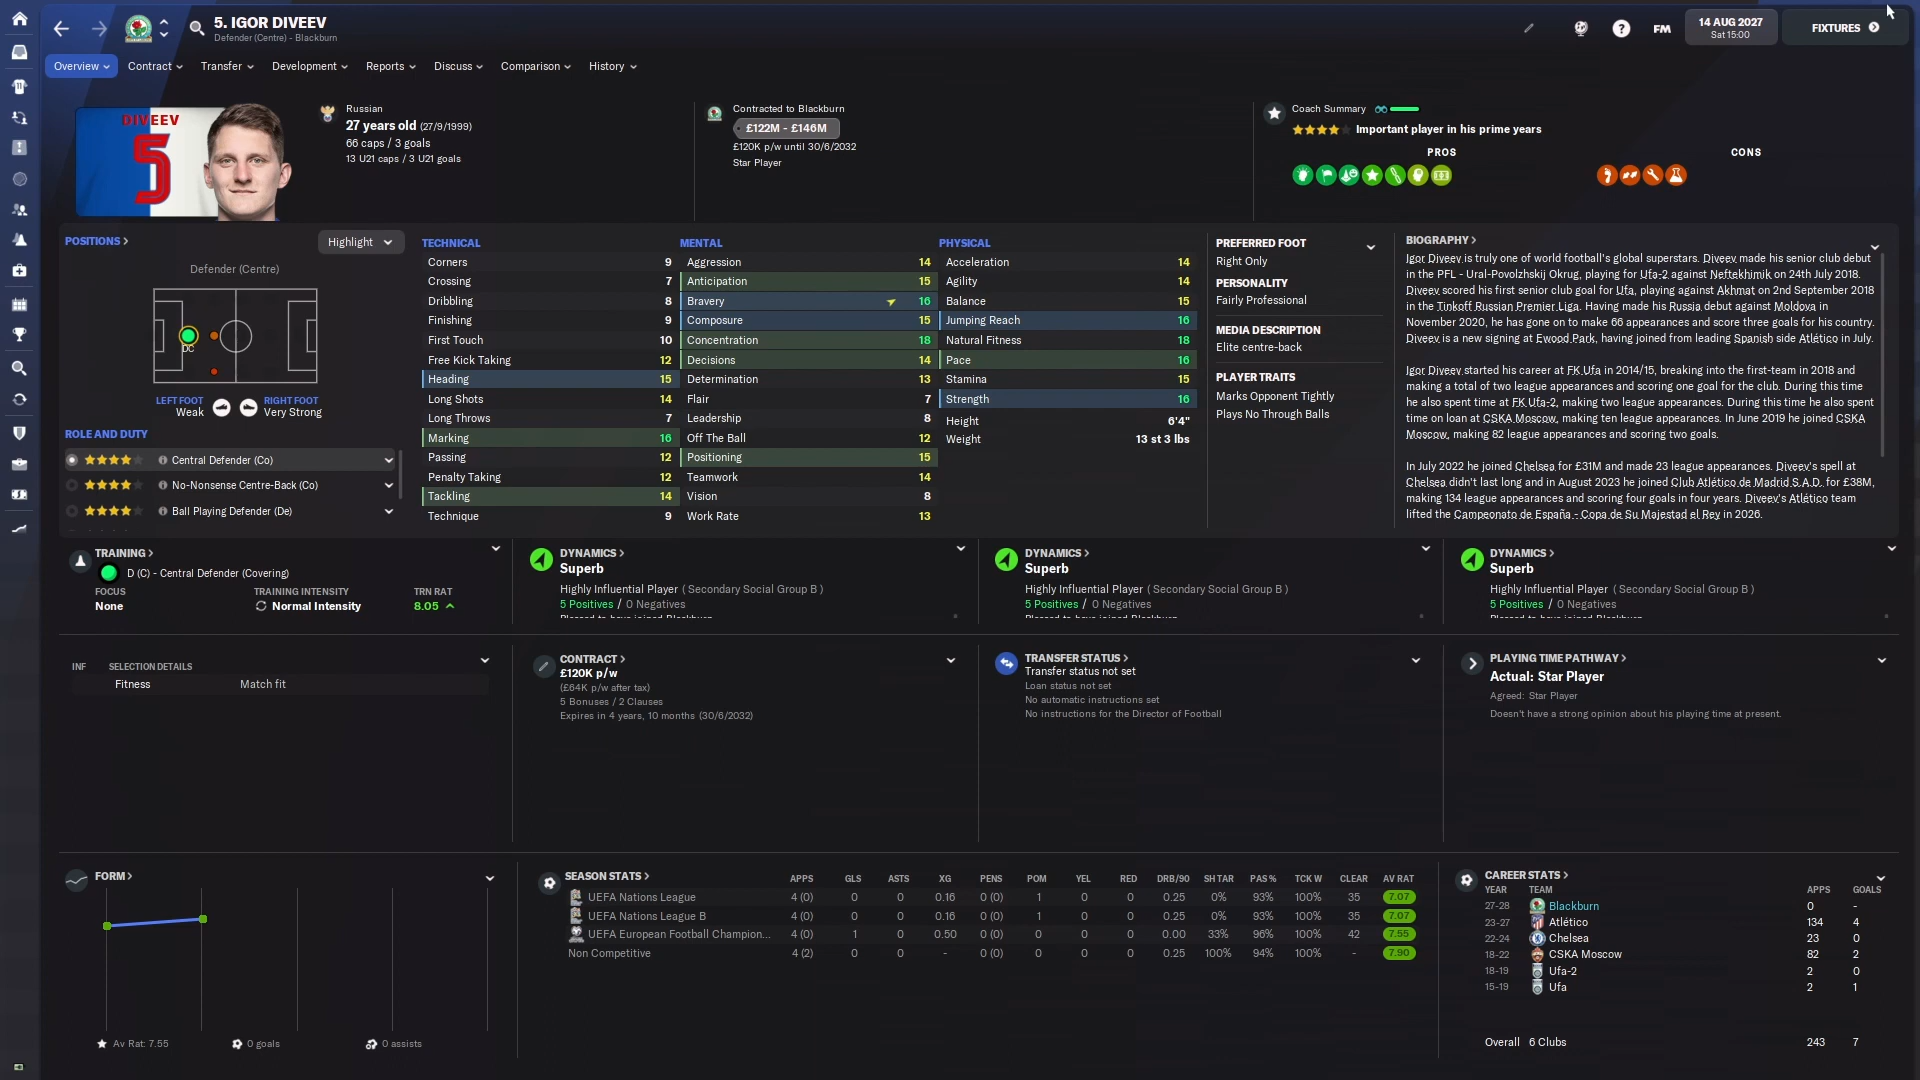 5. IGOR DIVEEV
Defender (Centre) - Blackburn
FM
14 AUG 2027
Sat 15:00
FIXTURES
Overview
Contract
Transfer
Development
Reports
Discuss
Comparison
History
DIVEEV
5
Russian
27 years old (27/9/1999)
66 caps / 3 goals
13 U21 caps / 3 U21 goals
Contracted to Blackburn
£122M - £146M
£120K p/w until 30/6/2032
Star Player
Coach Summary
Important player in his prime years
PROS
CONS
POSITIONS >
Highlight
Defender (Centre)
DC
LEFT FOOT
Weak
RIGHT FOOT
Very Strong
ROLE AND DUTY
Central Defender (Co)
No-Nonsense Centre-Back (Co)
Ball Playing Defender (De)
TECHNICAL
Corners 9
Crossing 7
Dribbling 8
Finishing 9
First Touch 10
Free Kick Taking 12
Heading 15
Long Shots 14
Long Throws 7
Marking 16
Passing 12
Penalty Taking 12
Tackling 14
Technique 9
MENTAL
Aggression 14
Anticipation 15
Bravery 16
Composure 15
Concentration 18
Decisions 14
Determination 13
Flair 7
Leadership 8
Off The Ball 12
Positioning 15
Teamwork 14
Vision 8
Work Rate 13
PHYSICAL
Acceleration 14
Agility 14
Balance 15
Jumping Reach 16
Natural Fitness 18
Pace 16
Stamina 15
Strength 16
Height 6'4"
Weight 13 st 3 lbs
PREFERRED FOOT
Right Only
PERSONALITY
Fairly Professional
MEDIA DESCRIPTION
Elite centre-back
PLAYER TRAITS
Marks Opponent Tightly
Plays No Through Balls
BIOGRAPHY >
Igor Diveev is truly one of world football's global superstars. Diveev made his senior club debut
in the PFL - Ural-Povolzhskij Okrug, playing for Ufa-2 against Neftekhimik on 24th July 2018.
Diveev scored his first senior club goal for Ufa, playing against Akhmat on 2nd September 2018
in the Tinkoff Russian Premier Liga. Having made his Russia debut against Moldova in
November 2020, he has gone on to make 66 appearances and score three goals for his country.
Diveev is a new signing at Ewood Park, having joined from leading Spanish side Atlético in July.
Igor Diveev started his career at FK Ufa in 2014/15, breaking into the first-team in 2018 and
making a total of two league appearances and scoring one goal for the club. During this time
he also spent time at FK Ufa-2, making two league appearances. During this time he also spent
time on loan at CSKA Moscow, making ten league appearances. In June 2019 he joined CSKA
Moscow, making 82 league appearances and scoring two goals.
In July 2022 he joined Chelsea for £31M and made 23 league appearances. Diveev's spell at
Chelsea didn't last long and in August 2023 he joined Club Atlético de Madrid S.A.D. for £38M,
making 134 league appearances and scoring four goals in four years. Diveev's Atlético team
lifted the Campeonato de España - Copa de Su Majestad el Rey in 2026.
TRAINING >
D (C) - Central Defender (Covering)
FOCUS
None
TRAINING INTENSITY
Normal Intensity
TRN RAT
8.05
DYNAMICS >
Superb
Highly Influential Player ( Secondary Social Group B )
5 Positives / 0 Negatives
Pleased to have joined Blackburn
DYNAMICS >
Superb
Highly Influential Player ( Secondary Social Group B )
5 Positives / 0 Negatives
Pleased to have joined Blackburn
DYNAMICS >
Superb
Highly Influential Player ( Secondary Social Group B )
5 Positives / 0 Negatives
Pleased to have joined Blackburn
INF SELECTION DETAILS
Fitness Match fit
CONTRACT >
£120K p/w
(£64K p/w after tax)
5 Bonuses / 2 Clauses
Expires in 4 years, 10 months (30/6/2032)
TRANSFER STATUS >
Transfer status not set
Loan status not set
No automatic instructions set
No instructions for the Director of Football
PLAYING TIME PATHWAY >
Actual: Star Player
Agreed: Star Player
Doesn't have a strong opinion about his playing time at present.
FORM >
Av Rat: 7.55
0 goals
0 assists
SEASON STATS > APPS GLS ASTS XG PENS POM YEL RED DRB/90 SH TAR PAS % TCK W CLEAR AV RAT
UEFA Nations League 4 (0) 0 0 0.16 0 (0) 1 0 0 0.25 0% 93% 100% 35 7.07
UEFA Nations League B 4 (0) 0 0 0.16 0 (0) 1 0 0 0.25 0% 93% 100% 35 7.07
UEFA European Football Champion... 4 (0) 1 0 0.50 0 (0) 0 0 0 0.00 33% 96% 100% 42 7.55
Non Competitive 4 (2) 0 0 - 0 (0) 0 0 0 0.25 100% 94% 100% - 7.90
CAREER STATS >
YEAR TEAM APPS GOALS
27-28 Blackburn 0 -
23-27 Atlético 134 4
22-24 Chelsea 23 0
18-22 CSKA Moscow 82 2
18-19 Ufa-2 2 0
15-19 Ufa 2 1
Overall 6 Clubs 243 7